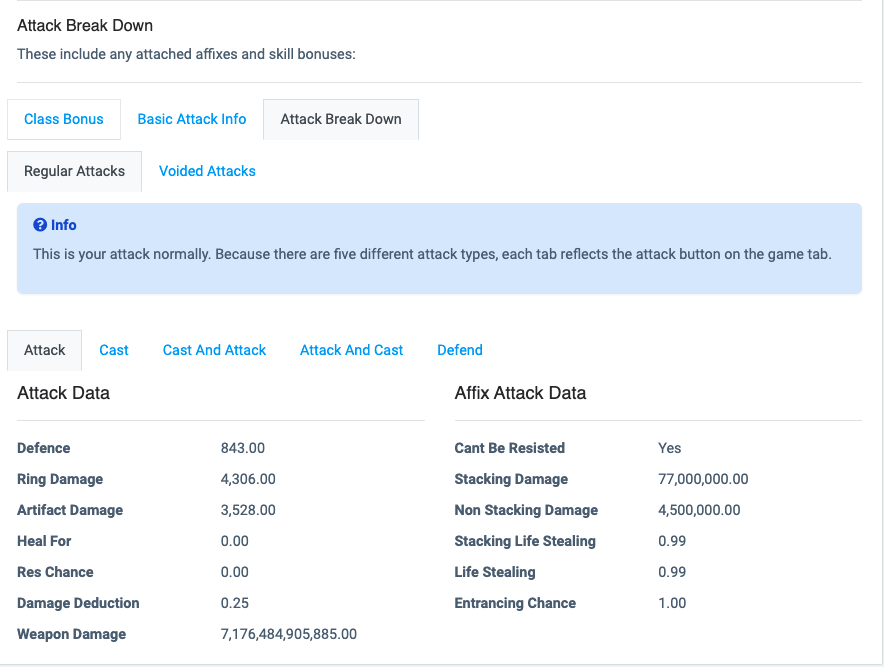 Attack Break Down
These include any attached affixes and skill bonuses:
Class Bonus Basic Attack Info Attack Break Down
Regular Attacks Voided Attacks
Info
This is your attack normally. Because there are five different attack types, each tab reflects the attack button on the game tab.
Attack Cast Cast And Attack Attack And Cast Defend
Attack Data
Defence 843.00
Ring Damage 4,306.00
Artifact Damage 3,528.00
Heal For 0.00
Res Chance 0.00
Damage Deduction 0.25
Weapon Damage 7,176,484,905,885.00
Affix Attack Data
Cant Be Resisted Yes
Stacking Damage 77,000,000.00
Non Stacking Damage 4,500,000.00
Stacking Life Stealing 0.99
Life Stealing 0.99
Entrancing Chance 1.00